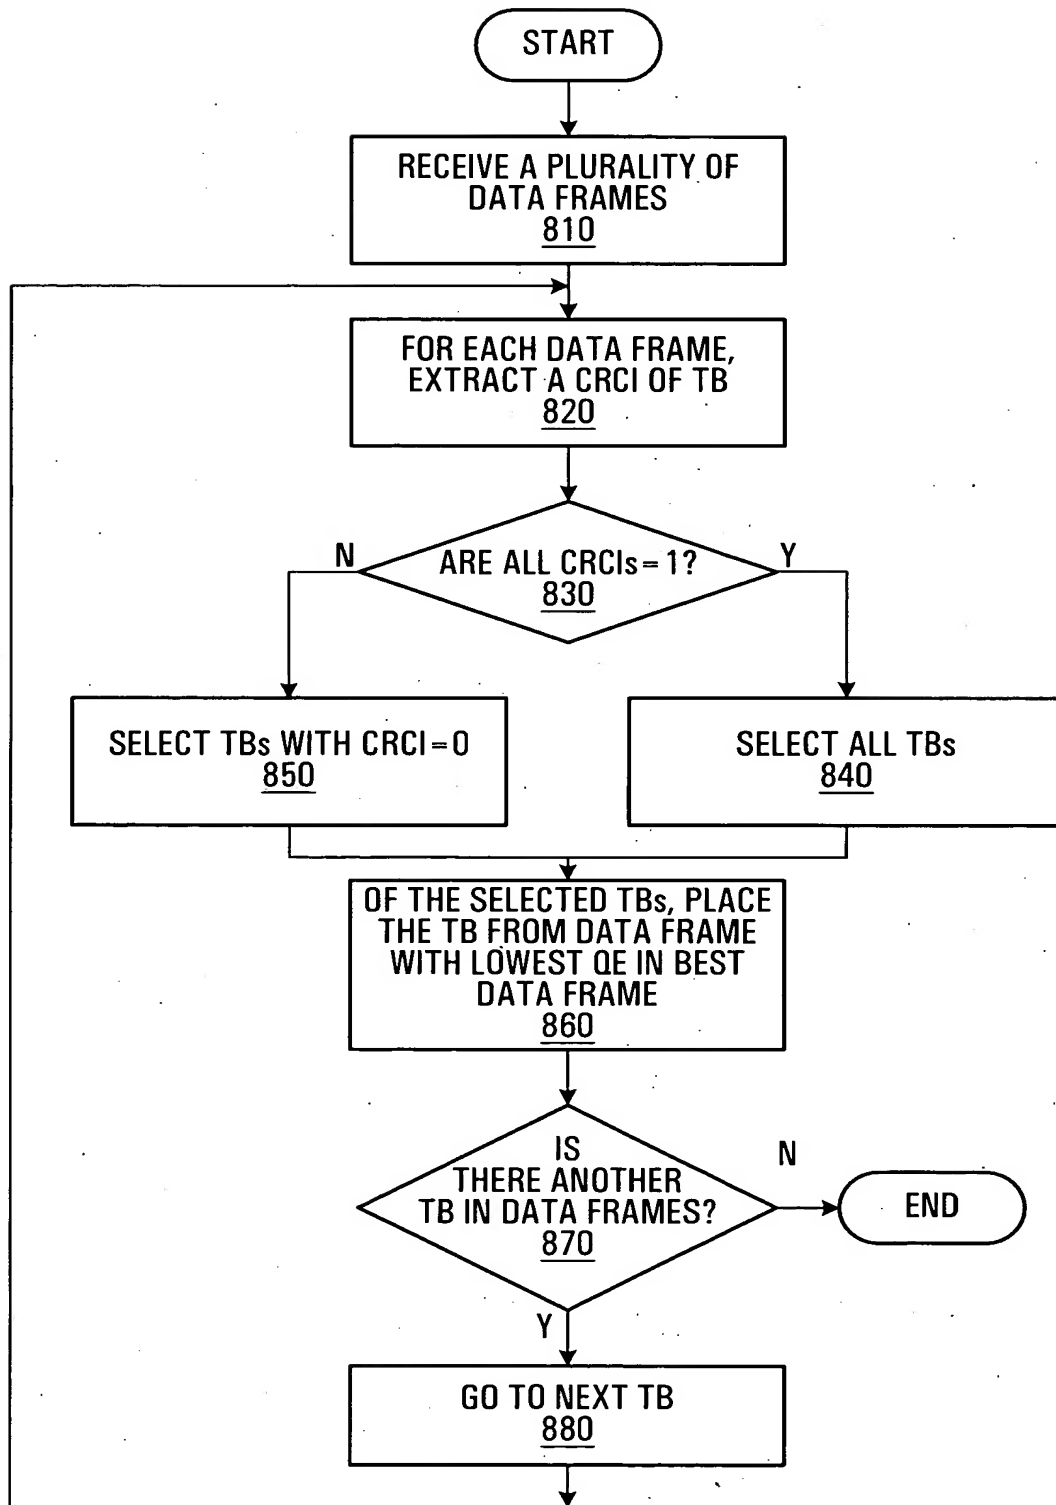 START
RECEIVE A PLURALITY OF
DATA FRAMES
810
FOR EACH DATA FRAME,
EXTRACT A CRCI OF TB
820
N
ARE ALL CRCIs = 1?
Y
830
SELECT TBs WITH CRCI = 0
850
SELECT ALL TBs
840
OF THE SELECTED TBs, PLACE
THE TB FROM DATA FRAME
WITH LOWEST QE IN BEST
DATA FRAME
860
IS
THERE ANOTHER
TB IN DATA FRAMES?
870
N
END
Y
GO TO NEXT TB
880